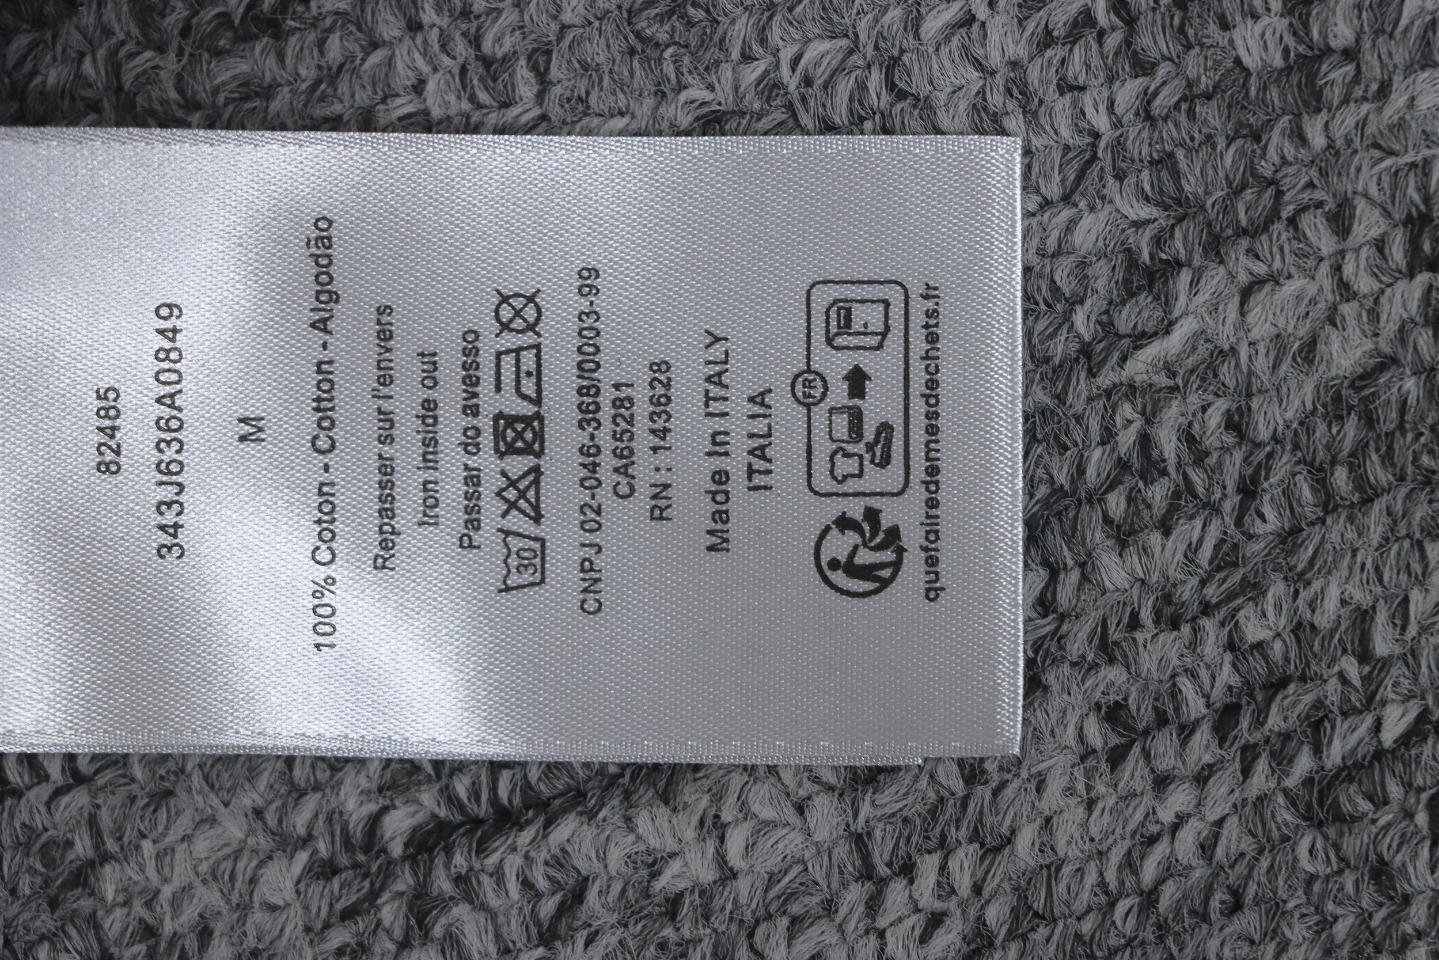 82485
343J636A0849
M
100% Coton - Cotton - Algodão
Repasser sur l'envers
Iron inside out
Passar do avesso
30
CNPJ 02-046-368/0003-99
CA65281
RN : 143628
Made In ITALY
ITALIA
FR
quefairedemesdechets.fr